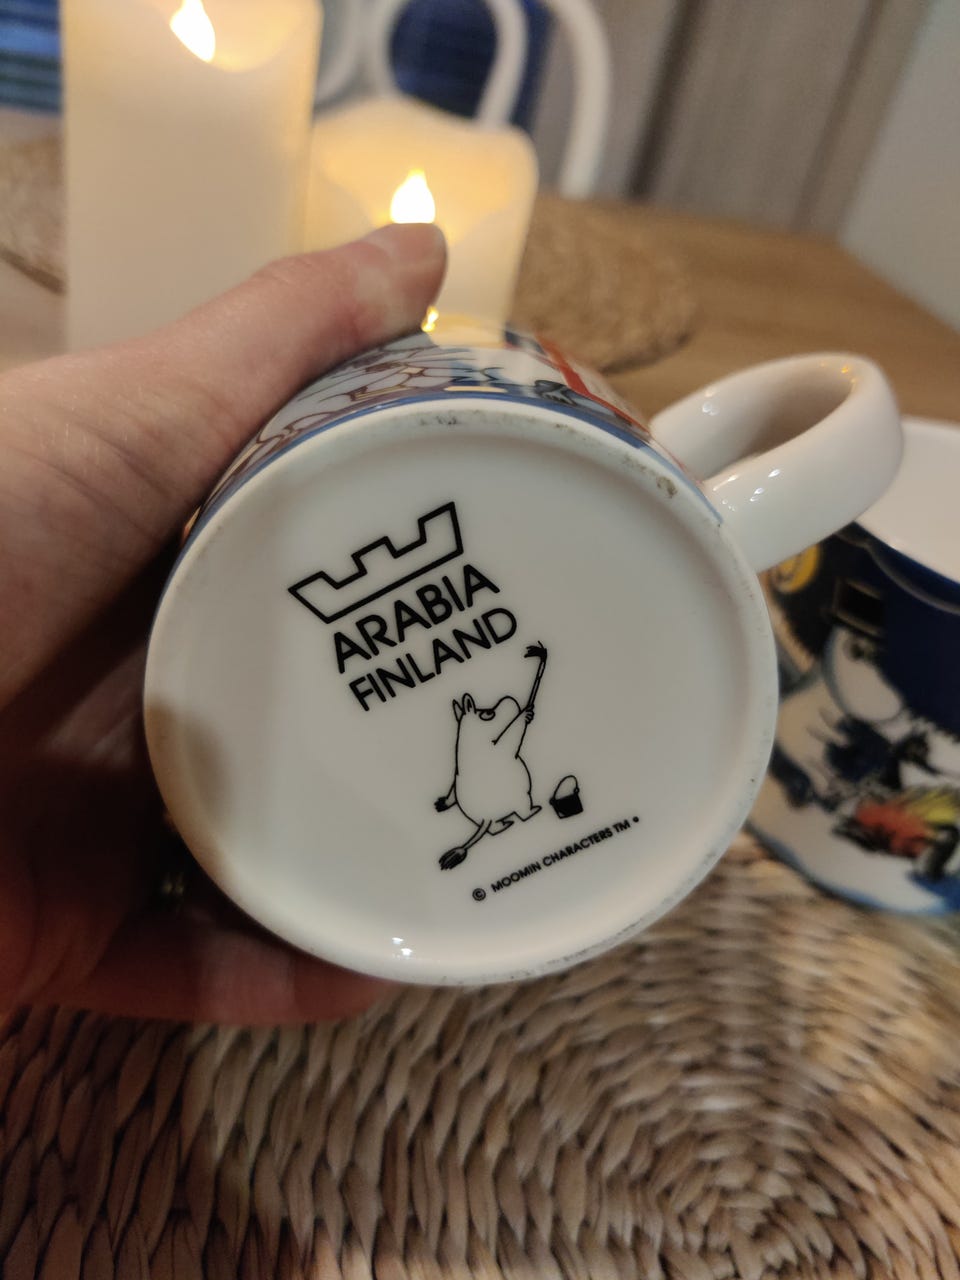 ARABIA
FINLAND
© MOOMIN CHARACTERS TM •